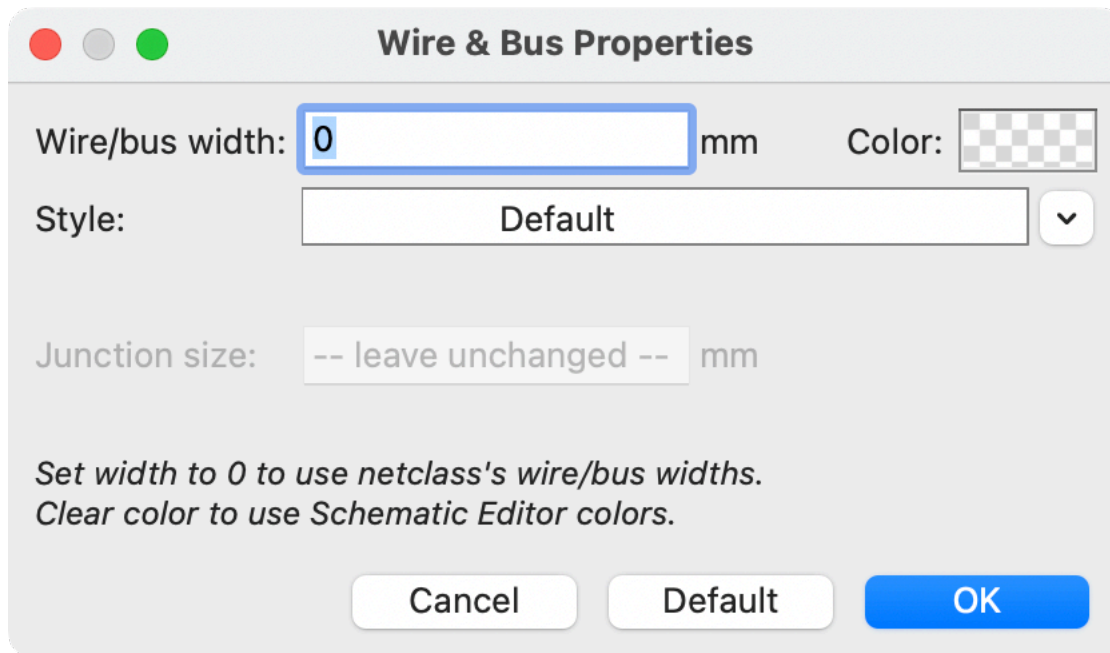 Wire & Bus Properties
Wire/bus width: 0 mm Color:
Style: Default
Junction size: -- leave unchanged -- mm
Set width to 0 to use netclass's wire/bus widths.
Clear color to use Schematic Editor colors.
Cancel Default OK